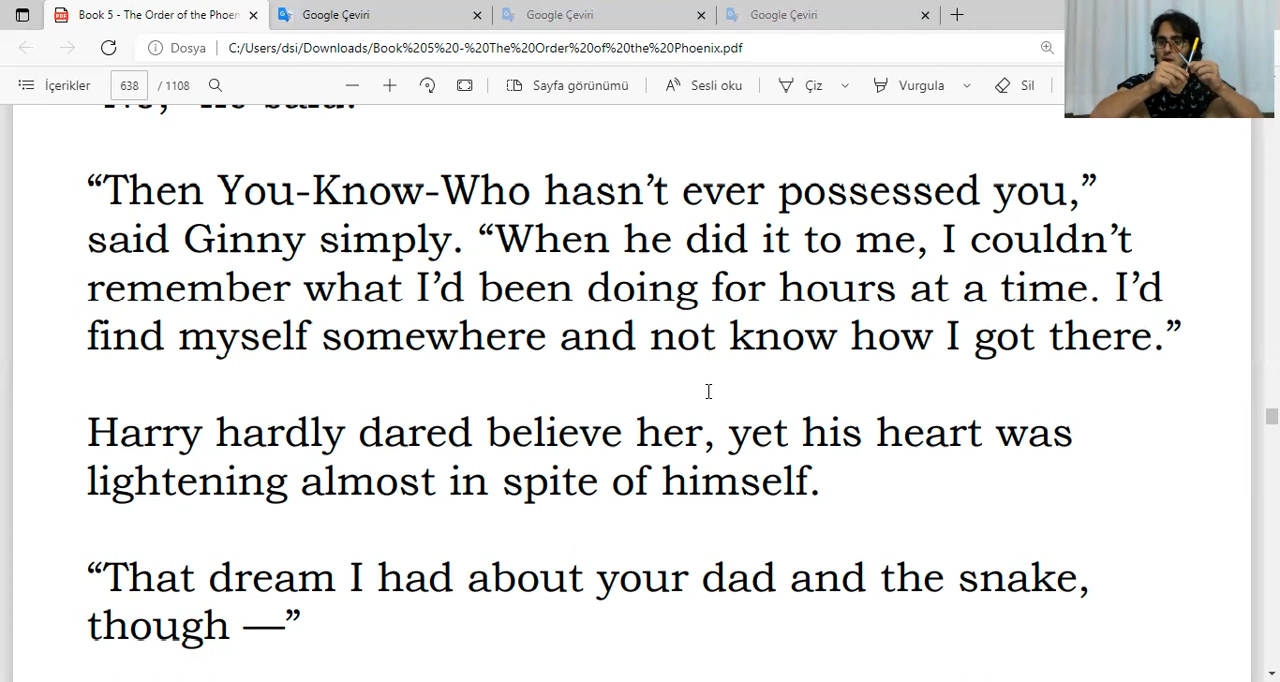 Book 5 - The Order of the Phoen
Google Çeviri
Google Çeviri
Google Çeviri
Dosya
C:/Users/dsi/Downloads/Book%205%20-%20The%20Order%20of%20the%20Phoenix.pdf
İçerikler
638 / 1108
Sayfa görünümü
Sesli oku
Çiz
Vurgula
Sil
"No," he said.
“Then You-Know-Who hasn’t ever possessed you,”
said Ginny simply. “When he did it to me, I couldn’t
remember what I’d been doing for hours at a time. I’d
find myself somewhere and not know how I got there.”
Harry hardly dared believe her, yet his heart was
lightening almost in spite of himself.
“That dream I had about your dad and the snake,
though —”